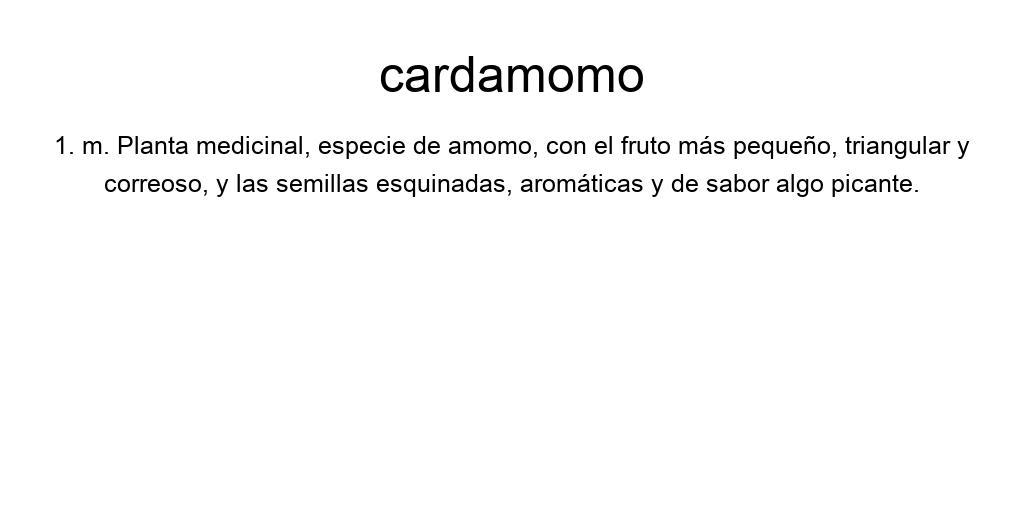 cardamomo
1. m. Planta medicinal, especie de amomo, con el fruto más pequeño, triangular y
correoso, y las semillas esquinadas, aromáticas y de sabor algo picante.